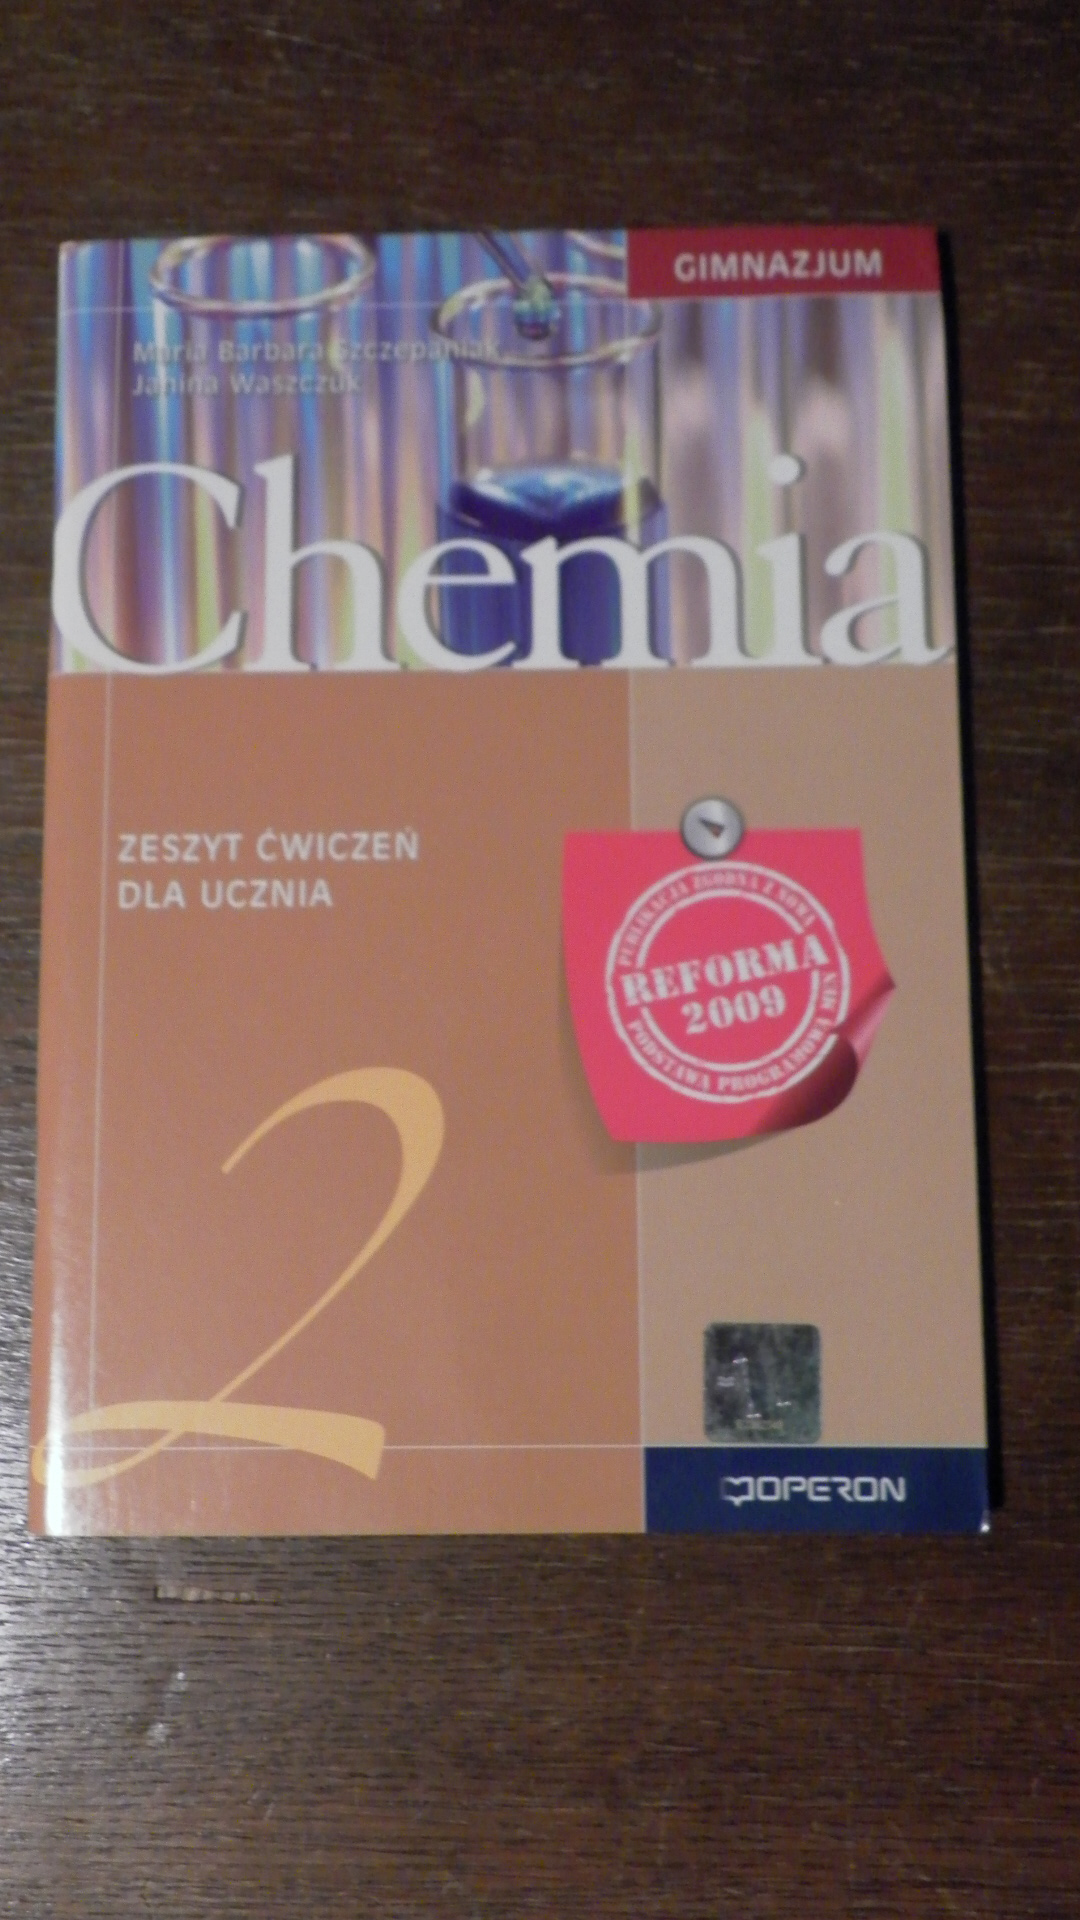 GIMNAZJUM
Maria Barbara Szczepaniak
Janina Waszczuk
Chemia
ZESZYT ĆWICZEŃ
DLA UCZNIA
PUBLIKACJA ZGODNA Z NOWĄ
REFORMA
2009
PODSTAWĄ PROGRAMOWĄ MEN
2
OPERON